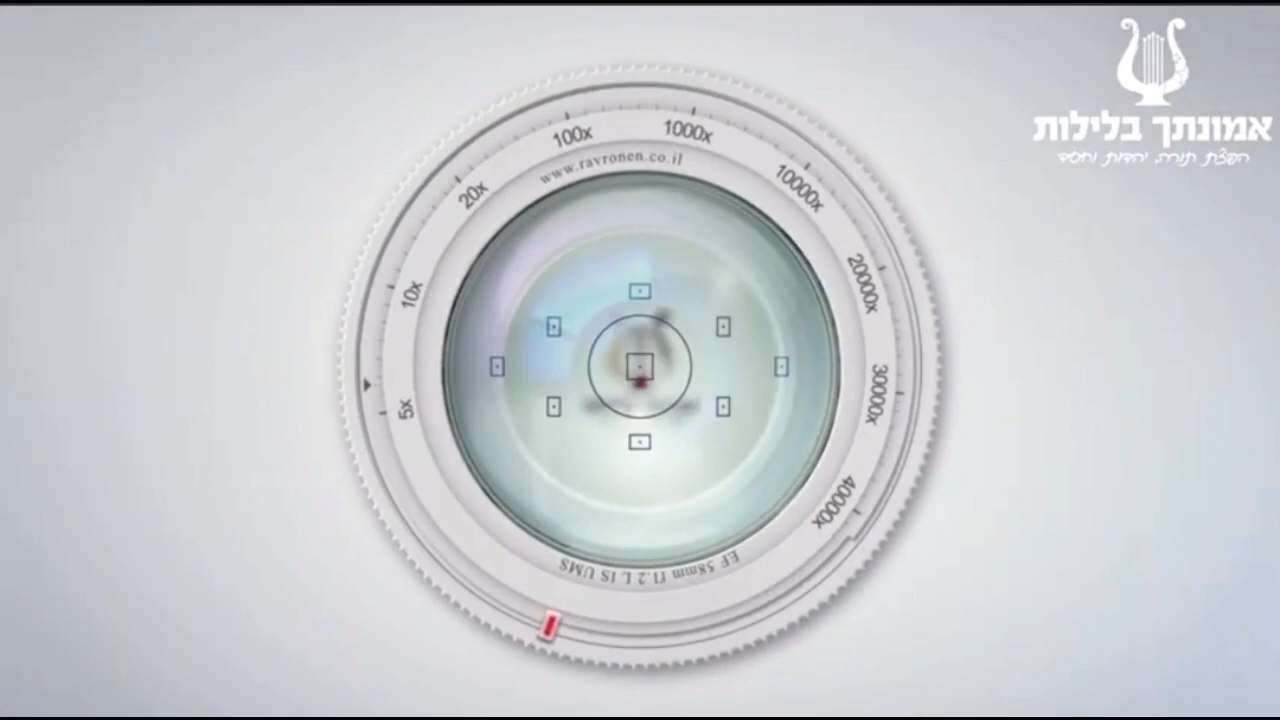 אמונתך בלילות
הפצת תורה יהדות וחסד
100x
1000x
www.ravronen.co.il
20x
10000x
10x
20000x
5x
30000x
40000x
EF 58mm f1.2 L IS UMS